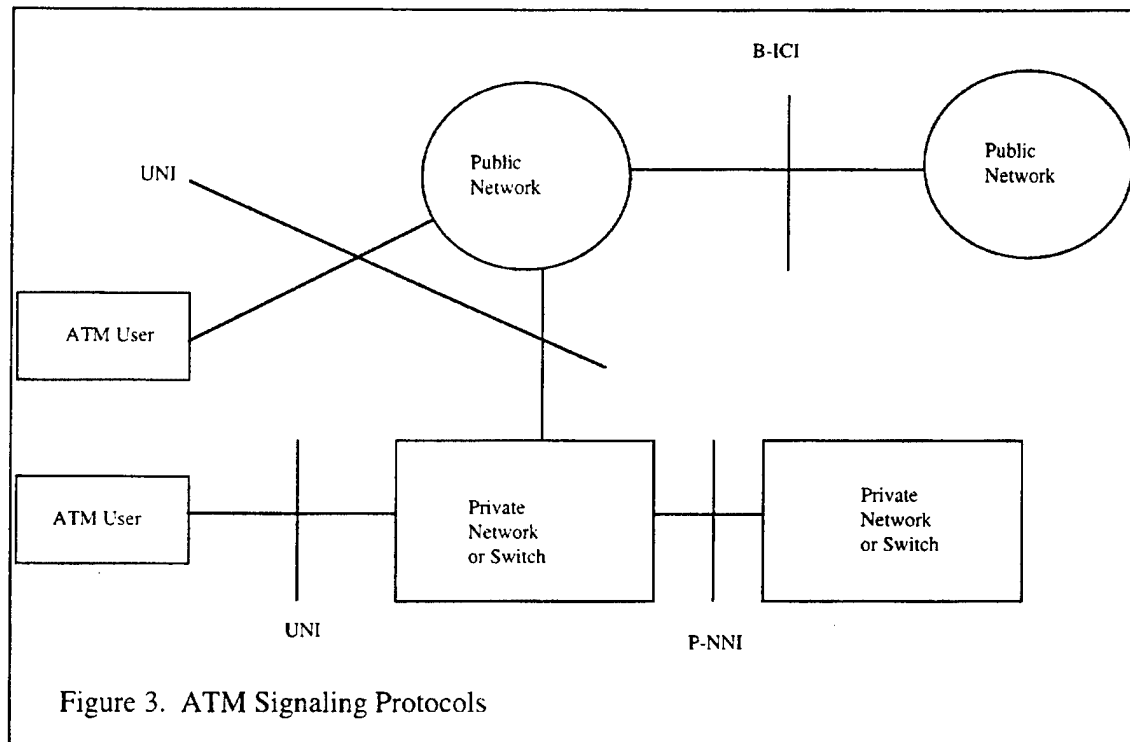 B-ICI
Public
Network
Public
Network
UNI
ATM User
ATM User
Private
Network
or Switch
Private
Network
or Switch
UNI
P-NNI
Figure 3. ATM Signaling Protocols